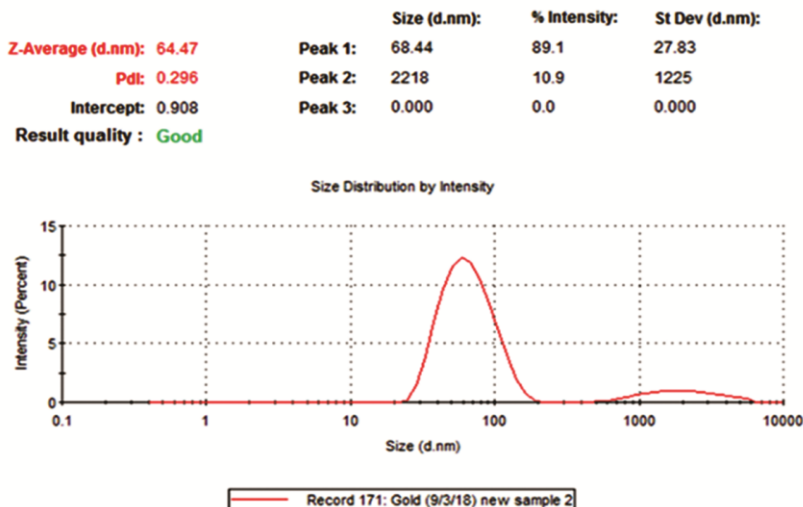 Size (d.nm): % Intensity: St Dev (d.nm):
Z-Average (d.nm): 64.47 Peak 1: 68.44 89.1 27.83
PdI: 0.296 Peak 2: 2218 10.9 1225
Intercept: 0.908 Peak 3: 0.000 0.0 0.000
Result quality : Good
Size Distribution by Intensity
15
10
5
0
Intensity (Percent)
0.1 1 10 100 1000 10000
Size (d.nm)
Record 171: Gold (9/3/18) new sample 2